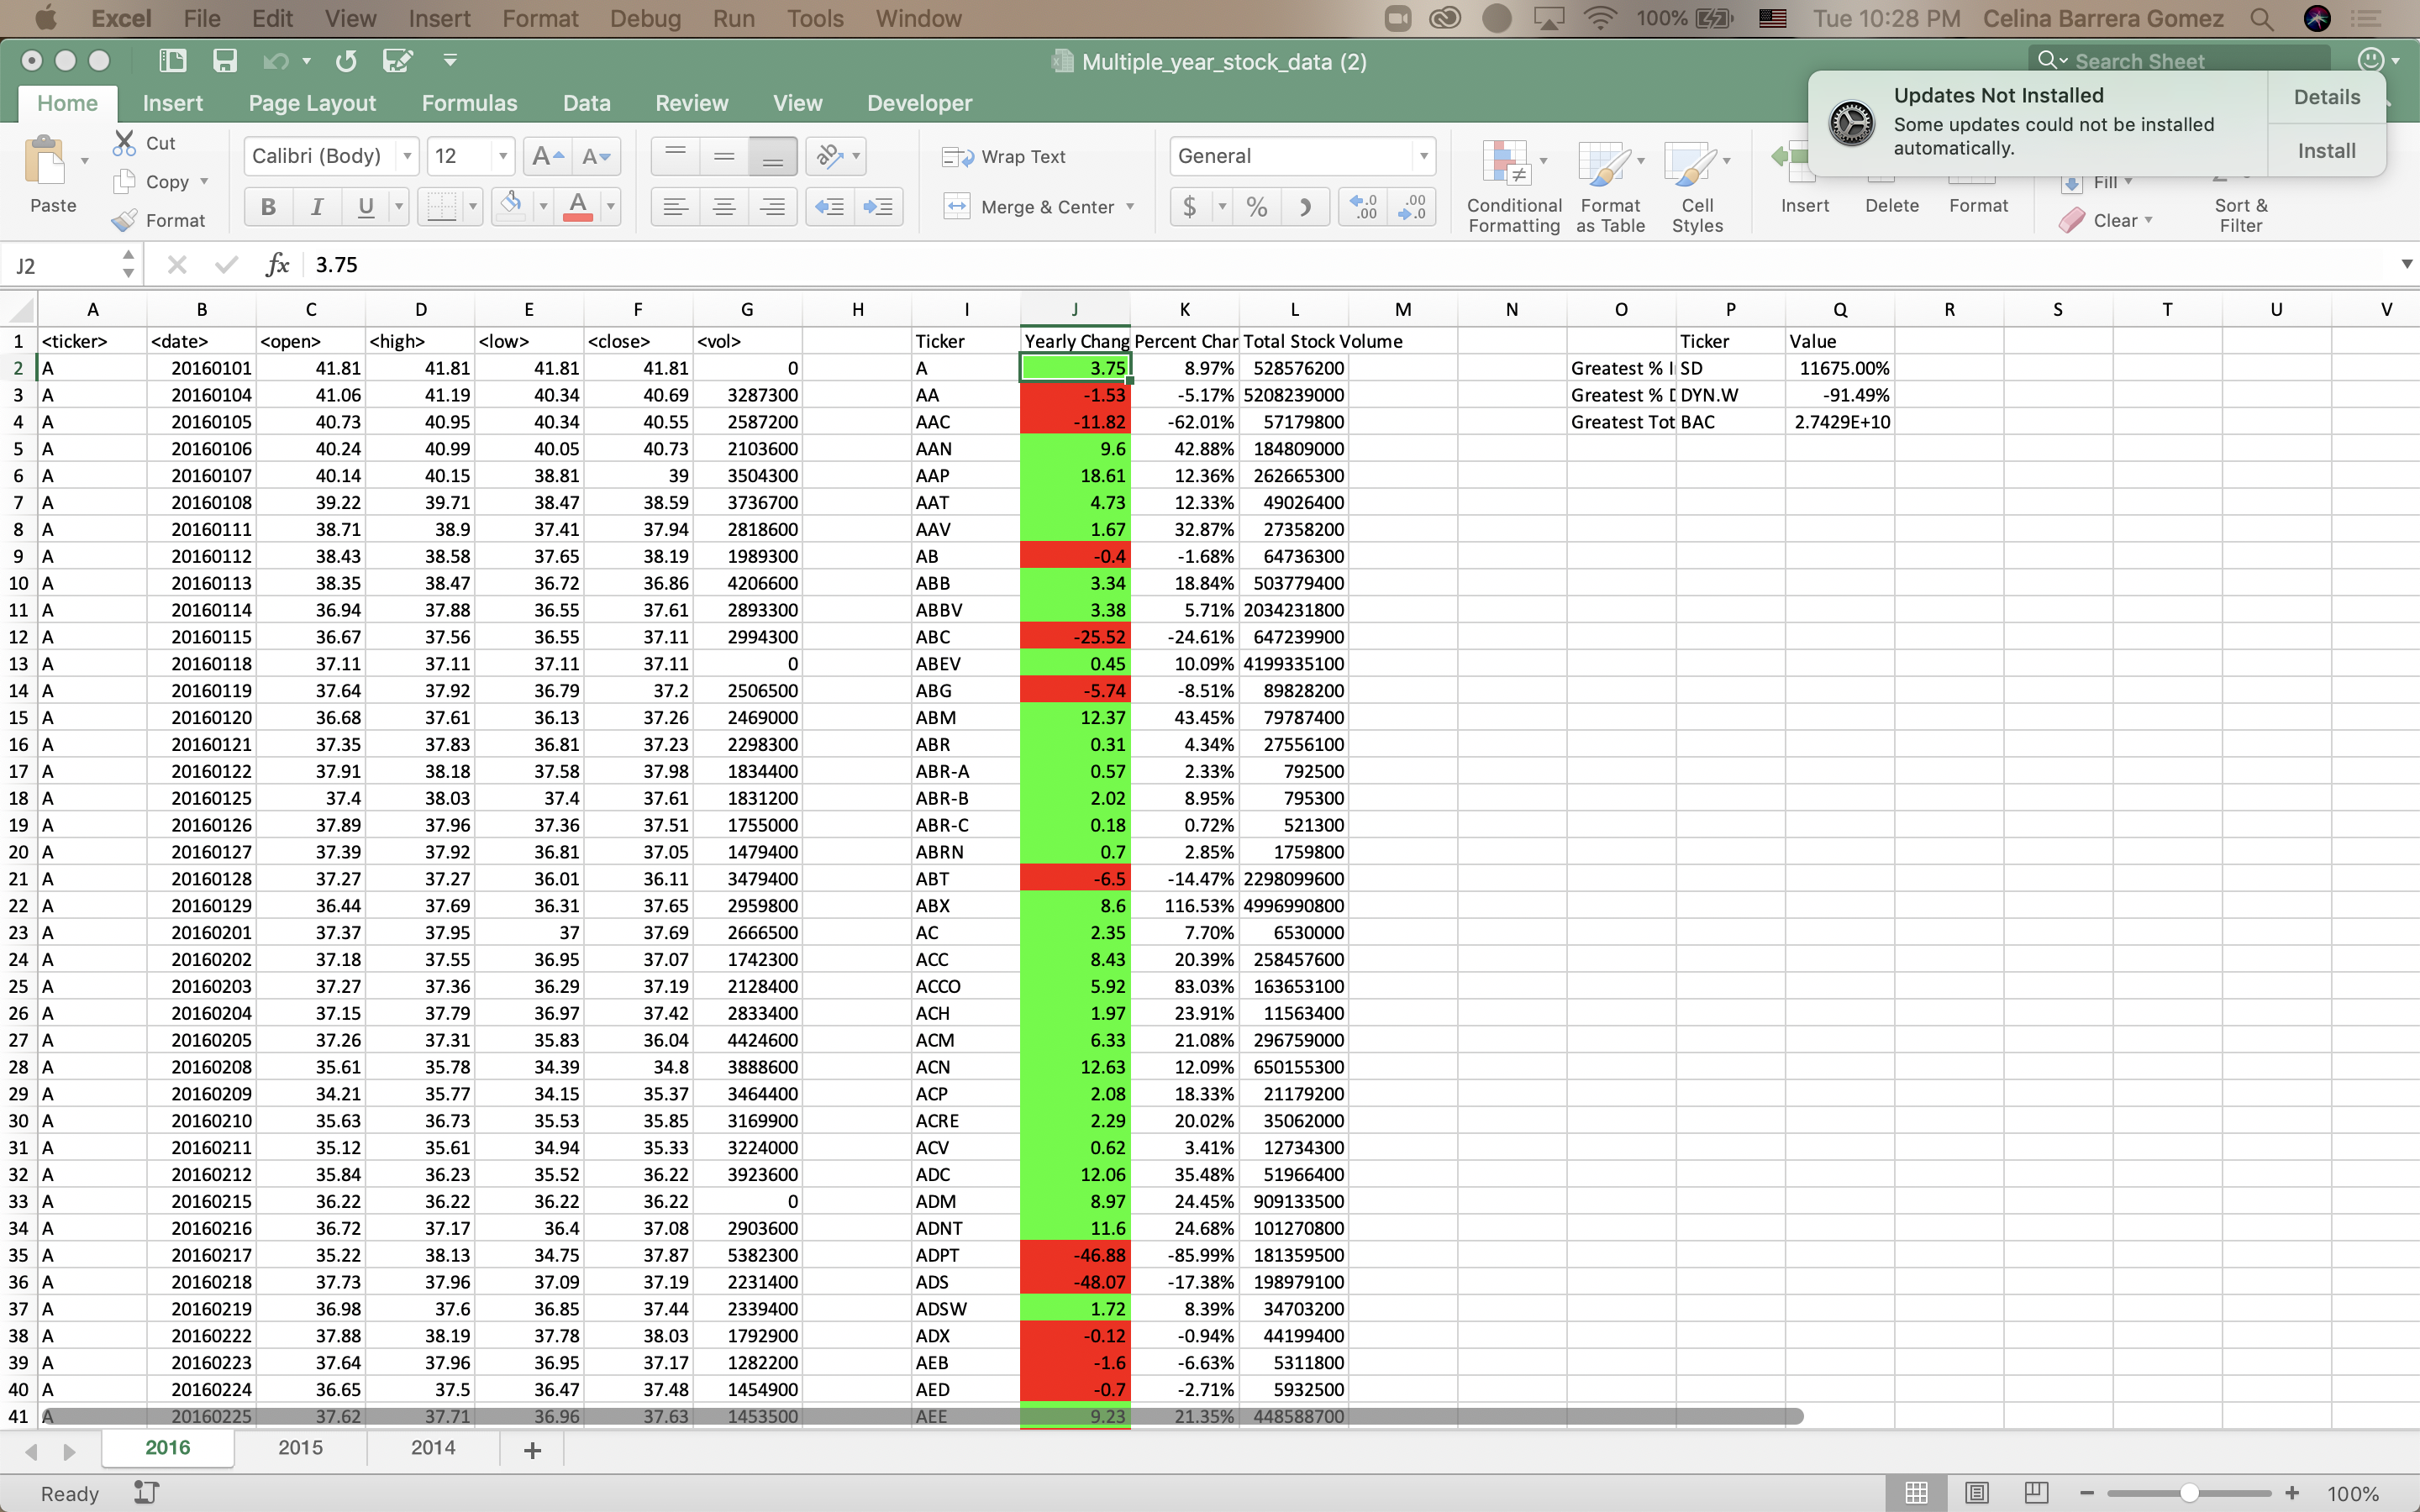 Excel File Edit View Insert Format Debug Run Tools Window 100% Tue 10:28 PM Celina Barrera Gomez
Multiple_year_stock_data (2) Search Sheet
Home Insert Page Layout Formulas Data Review View Developer
Updates Not Installed
Some updates could not be installed
automatically.
Details
Install
Paste Cut Copy Format
Calibri (Body) 12
Wrap Text
Merge & Center
General
Conditional Formatting Format as Table Cell Styles Insert Delete Format Fill Clear Sort & Filter
J2 fx 3.75
A B C D E F G H I J K L M N O P Q R S T U V
1 <ticker> <date> <open> <high> <low> <close> <vol> Ticker Yearly Chang Percent Char Total Stock Volume Ticker Value
2 A 20160101 41.81 41.81 41.81 41.81 0 A 3.75 8.97% 528576200 Greatest % I SD 11675.00%
3 A 20160104 41.06 41.19 40.34 40.69 3287300 AA -1.53 -5.17% 5208239000 Greatest % D DYN.W -91.49%
4 A 20160105 40.73 40.95 40.34 40.55 2587200 AAC -11.82 -62.01% 57179800 Greatest Tot BAC 2.7429E+10
5 A 20160106 40.24 40.99 40.05 40.73 2103600 AAN 9.6 42.88% 184809000
6 A 20160107 40.14 40.15 38.81 39 3504300 AAP 18.61 12.36% 262665300
7 A 20160108 39.22 39.71 38.47 38.59 3736700 AAT 4.73 12.33% 49026400
8 A 20160111 38.71 38.9 37.41 37.94 2818600 AAV 1.67 32.87% 27358200
9 A 20160112 38.43 38.58 37.65 38.19 1989300 AB -0.4 -1.68% 64736300
10 A 20160113 38.35 38.47 36.72 36.86 4206600 ABB 3.34 18.84% 503779400
11 A 20160114 36.94 37.88 36.55 37.61 2893300 ABBV 3.38 5.71% 2034231800
12 A 20160115 36.67 37.56 36.55 37.11 2994300 ABC -25.52 -24.61% 647239900
13 A 20160118 37.11 37.11 37.11 37.11 0 ABEV 0.45 10.09% 4199335100
14 A 20160119 37.64 37.92 36.79 37.2 2506500 ABG -5.74 -8.51% 89828200
15 A 20160120 36.68 37.61 36.13 37.26 2469000 ABM 12.37 43.45% 79787400
16 A 20160121 37.35 37.83 36.81 37.23 2298300 ABR 0.31 4.34% 27556100
17 A 20160122 37.91 38.18 37.58 37.98 1834400 ABR-A 0.57 2.33% 792500
18 A 20160125 37.4 38.03 37.4 37.61 1831200 ABR-B 2.02 8.95% 795300
19 A 20160126 37.89 37.96 37.36 37.51 1755000 ABR-C 0.18 0.72% 521300
20 A 20160127 37.39 37.92 36.81 37.05 1479400 ABRN 0.7 2.85% 1759800
21 A 20160128 37.27 37.27 36.01 36.11 3479400 ABT -6.5 -14.47% 2298099600
22 A 20160129 36.44 37.69 36.31 37.65 2959800 ABX 8.6 116.53% 4996990800
23 A 20160201 37.37 37.95 37 37.69 2666500 AC 2.35 7.70% 6530000
24 A 20160202 37.18 37.55 36.95 37.07 1742300 ACC 8.43 20.39% 258457600
25 A 20160203 37.27 37.36 36.29 37.19 2128400 ACCO 5.92 83.03% 163653100
26 A 20160204 37.15 37.79 36.97 37.42 2833400 ACH 1.97 23.91% 11563400
27 A 20160205 37.26 37.31 35.83 36.04 4424600 ACM 6.33 21.08% 296759000
28 A 20160208 35.61 35.78 34.39 34.8 3888600 ACN 12.63 12.09% 650155300
29 A 20160209 34.21 35.77 34.15 35.37 3464400 ACP 2.08 18.33% 21179200
30 A 20160210 35.63 36.73 35.53 35.85 3169900 ACRE 2.29 20.02% 35062000
31 A 20160211 35.12 35.61 34.94 35.33 3224000 ACV 0.62 3.41% 12734300
32 A 20160212 35.84 36.23 35.52 36.22 3923600 ADC 12.06 35.48% 51966400
33 A 20160215 36.22 36.22 36.22 36.22 0 ADM 8.97 24.45% 909133500
34 A 20160216 36.72 37.17 36.4 37.08 2903600 ADNT 11.6 24.68% 101270800
35 A 20160217 35.22 38.13 34.75 37.87 5382300 ADPT -46.88 -85.99% 181359500
36 A 20160218 37.73 37.96 37.09 37.19 2231400 ADS -48.07 -17.38% 198979100
37 A 20160219 36.98 37.6 36.85 37.44 2339400 ADSW 1.72 8.39% 34703200
38 A 20160222 37.88 38.19 37.78 38.03 1792900 ADX -0.12 -0.94% 44199400
39 A 20160223 37.64 37.96 36.95 37.17 1282200 AEB -1.6 -6.63% 5311800
40 A 20160224 36.65 37.5 36.47 37.48 1454900 AED -0.7 -2.71% 5932500
41 A 20160225 37.62 37.71 36.96 37.63 1453500 AEE 9.23 21.35% 448588700
2016 2015 2014 +
Ready 100%